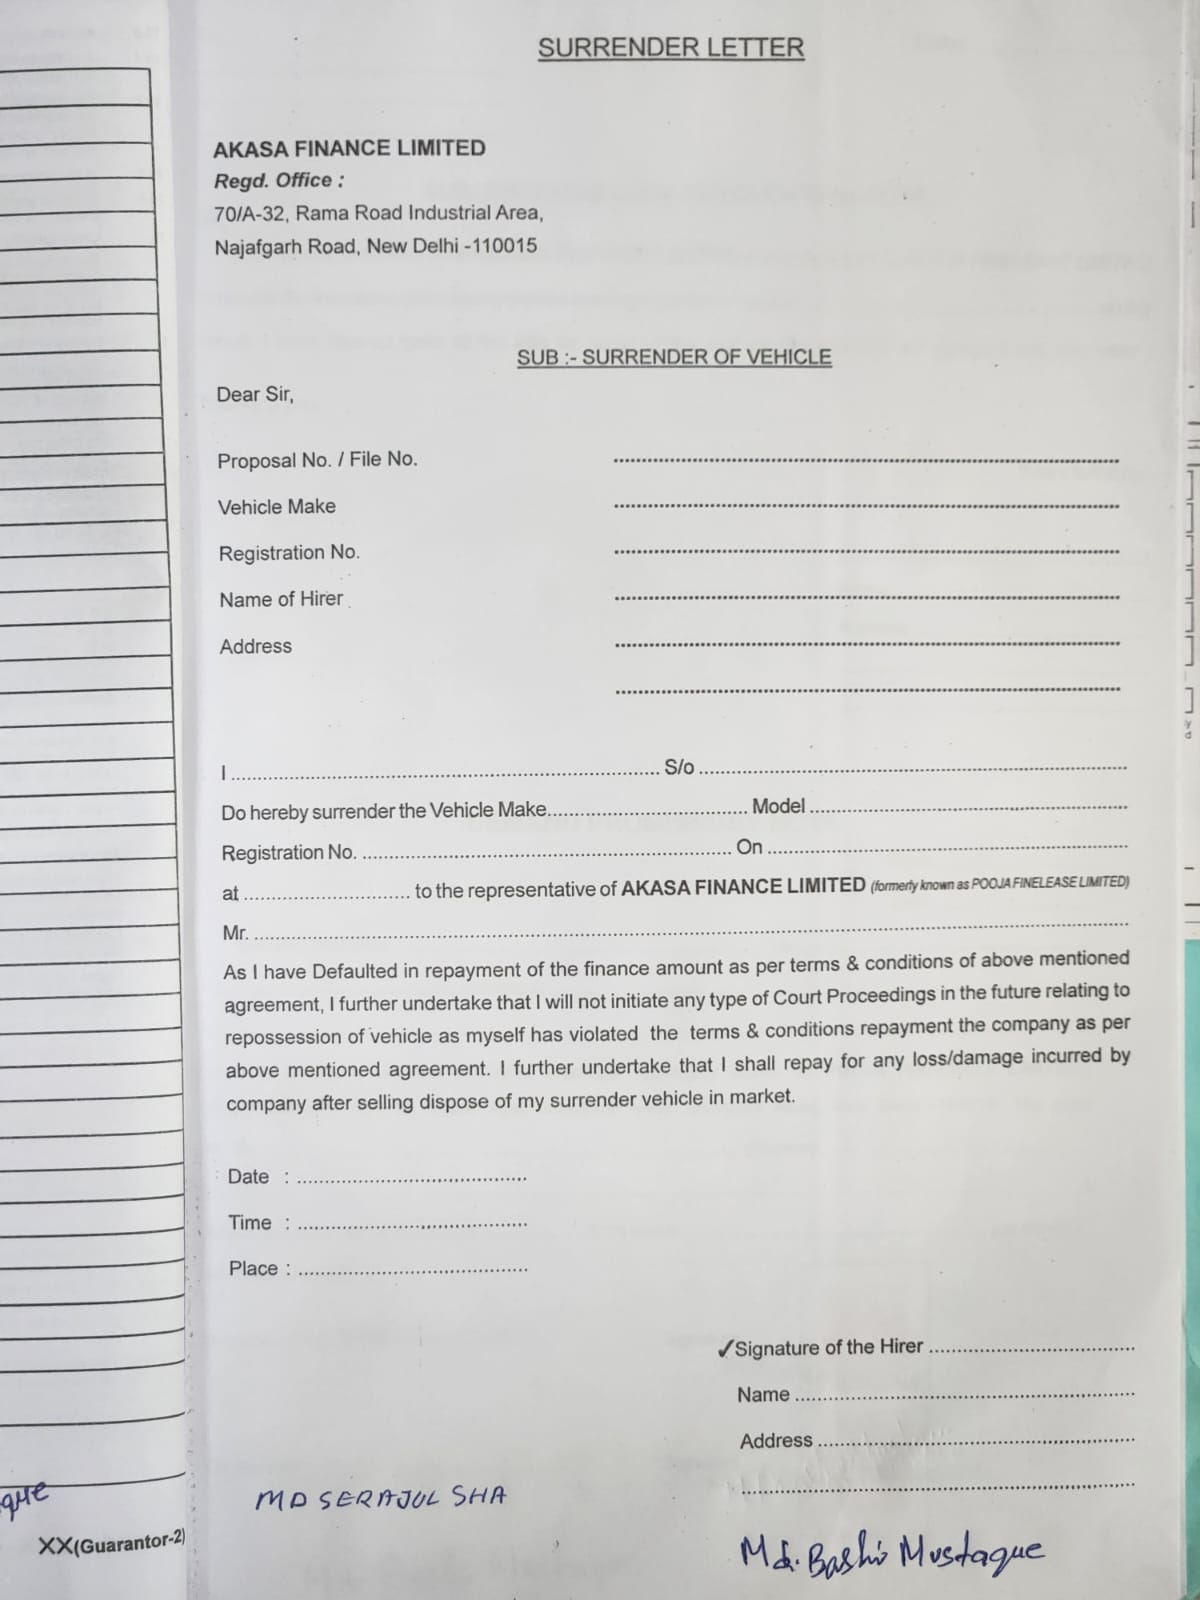 SURRENDER LETTER
AKASA FINANCE LIMITED
Regd. Office :
70/A-32, Rama Road Industrial Area,
Najafgarh Road, New Delhi -110015
SUB :- SURRENDER OF VEHICLE
Dear Sir,
Proposal No. / File No. ........................................
Vehicle Make ........................................
Registration No. ........................................
Name of Hirer ........................................
Address ........................................
........................................
I ........................................ S/o ........................................
Do hereby surrender the Vehicle Make.................... Model ..............................
Registration No. ........................................ On ........................................
at .............................. to the representative of AKASA FINANCE LIMITED (formerly known as POOJA FINELEASE LIMITED)
Mr. ........................................
As I have Defaulted in repayment of the finance amount as per terms & conditions of above mentioned
agreement, I further undertake that I will not initiate any type of Court Proceedings in the future relating to
repossession of vehicle as myself has violated the terms & conditions repayment the company as per
above mentioned agreement. I further undertake that I shall repay for any loss/damage incurred by
company after selling dispose of my surrender vehicle in market.
Date : ........................................
Time : ........................................
Place : ........................................
✓Signature of the Hirer ........................................
Name ........................................
Address ........................................
........................................
MD SERAJUL SHA
XX(Guarantor-2)
Md. Bashir Mustaque